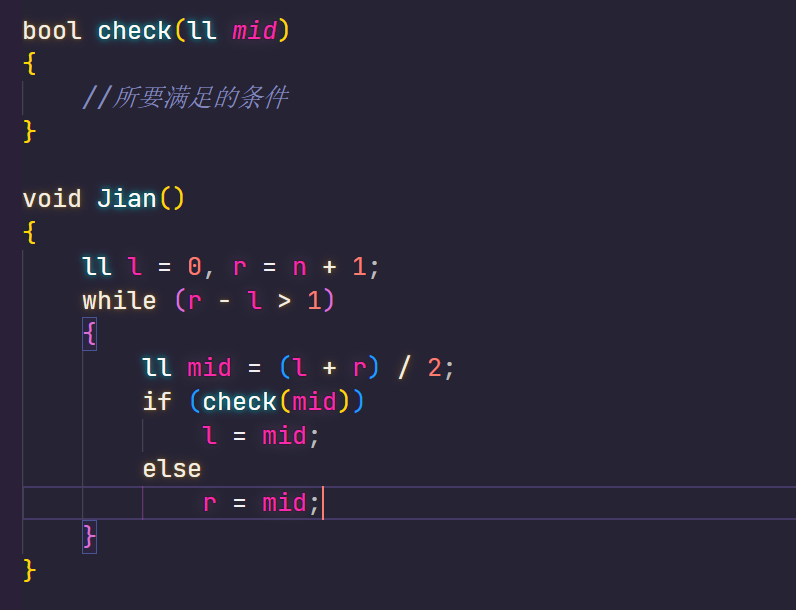 bool check(ll mid)
{
    //所要满足的条件
}

void Jian()
{
    ll l = 0, r = n + 1;
    while (r - l > 1)
    {
        ll mid = (l + r) / 2;
        if (check(mid))
            l = mid;
        else
            r = mid;
    }
}